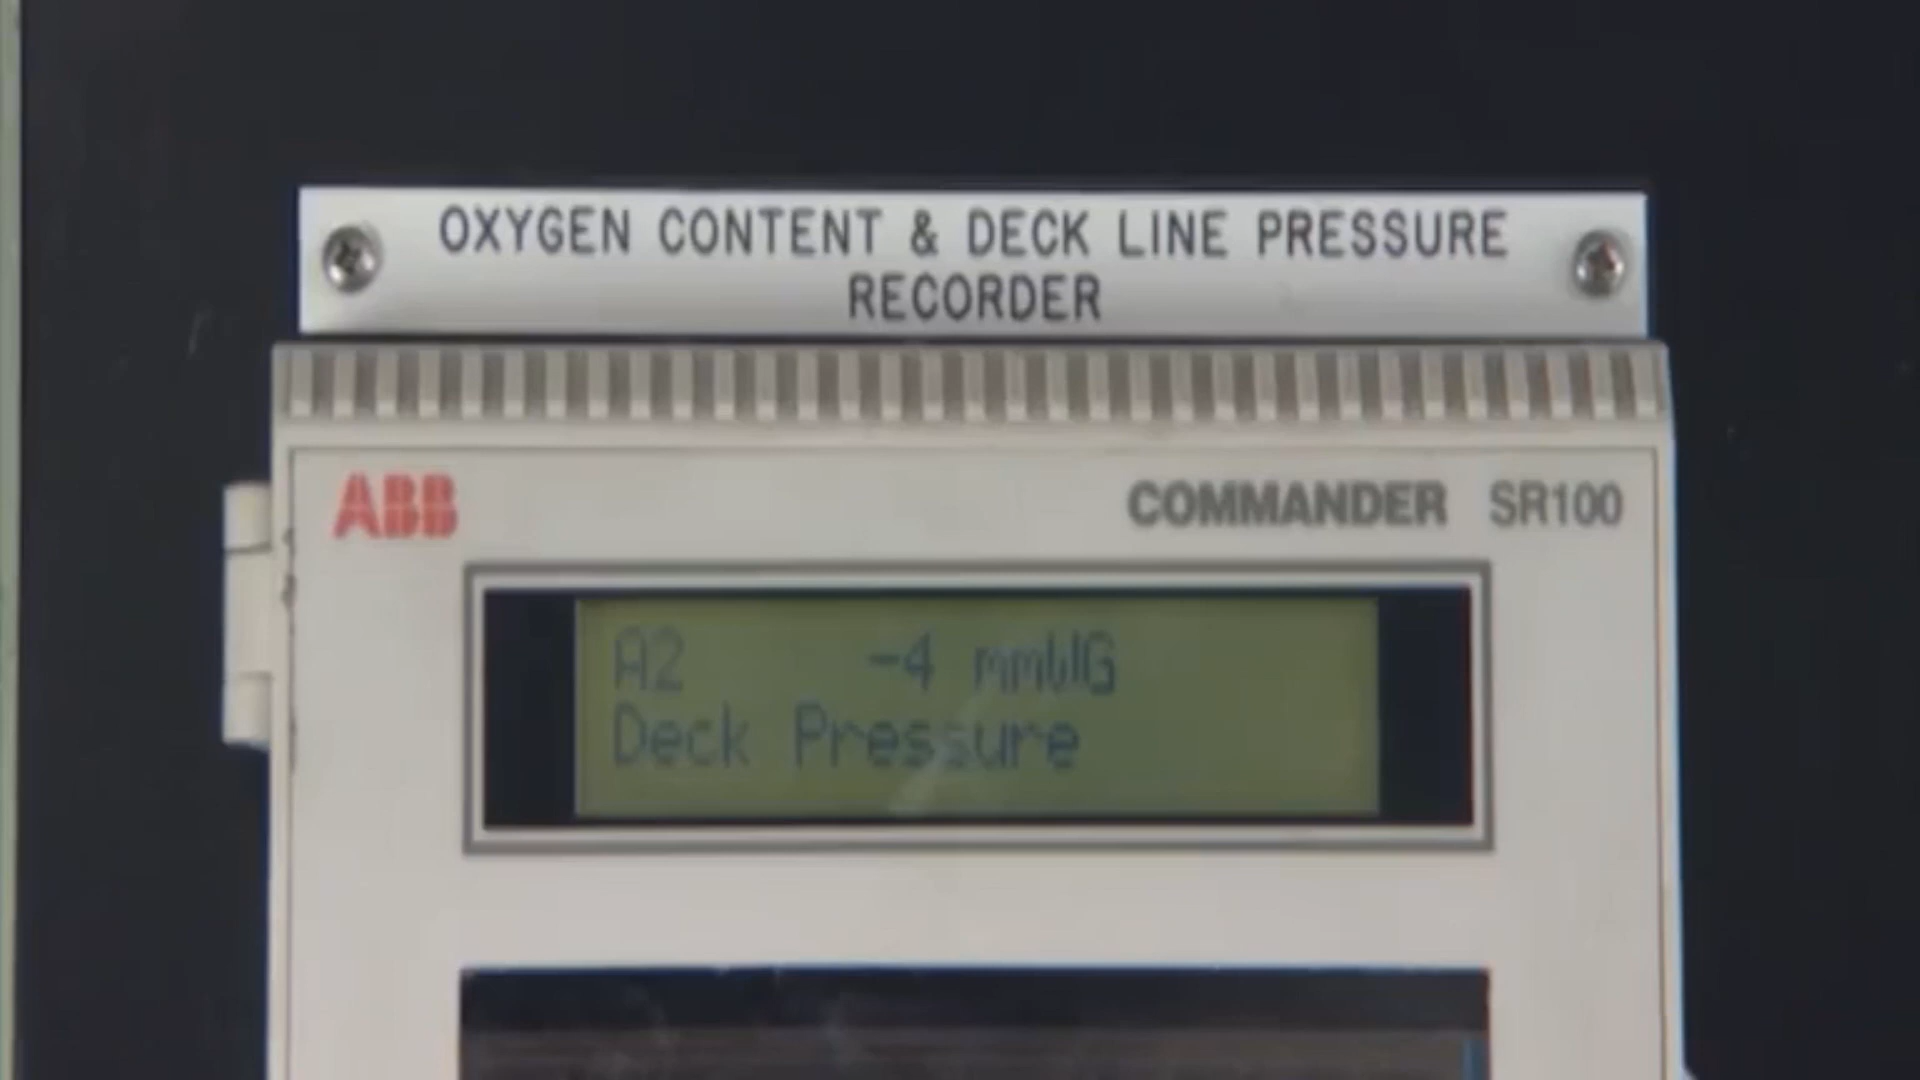 OXYGEN CONTENT & DECK LINE PRESSURE
RECORDER
ABB
COMMANDER SR100
A2 -4 mmWG
Deck Pressure